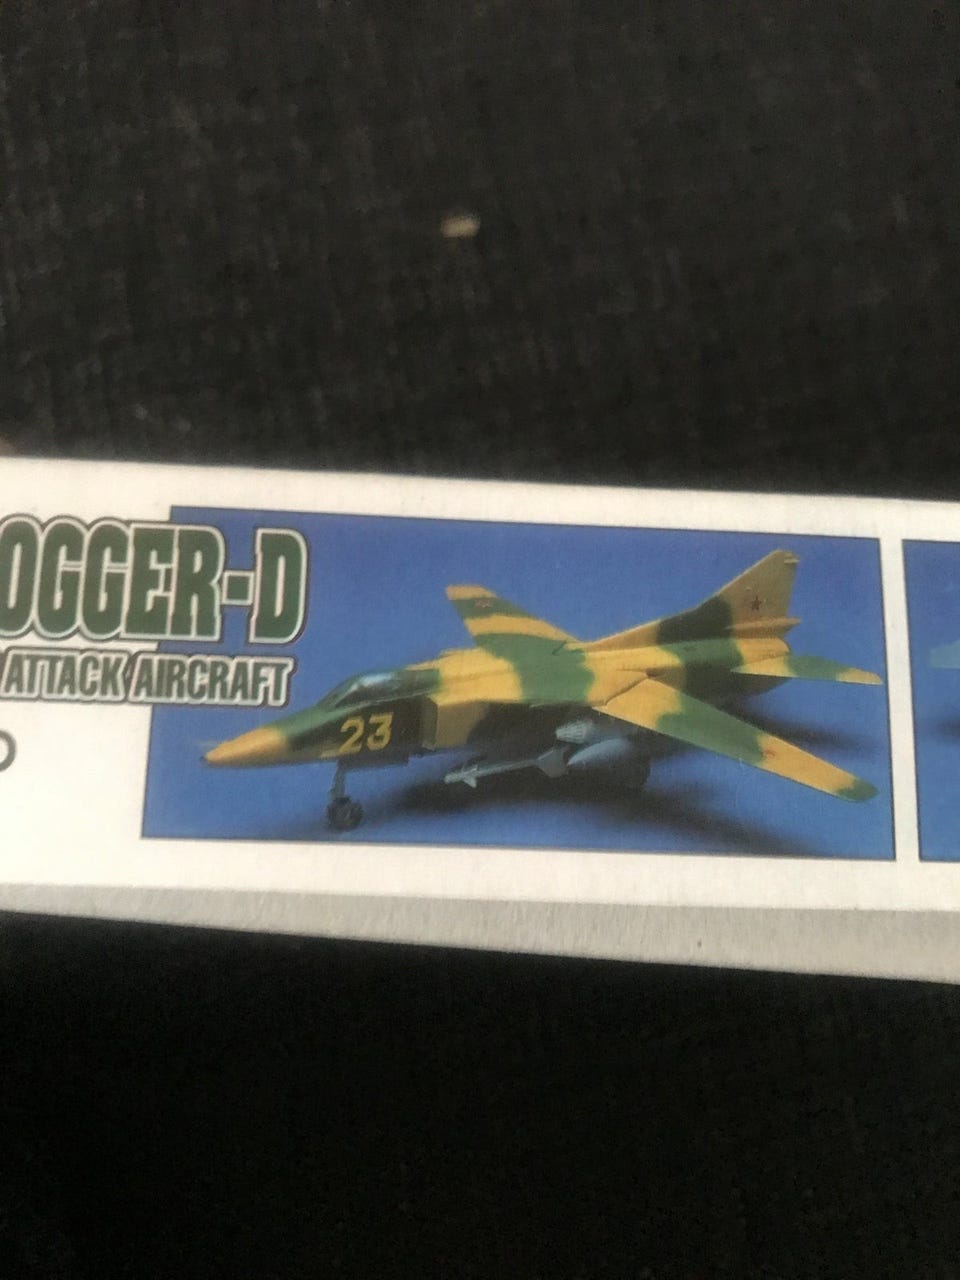 OGGER-D
ATTACK AIRCRAFT
23